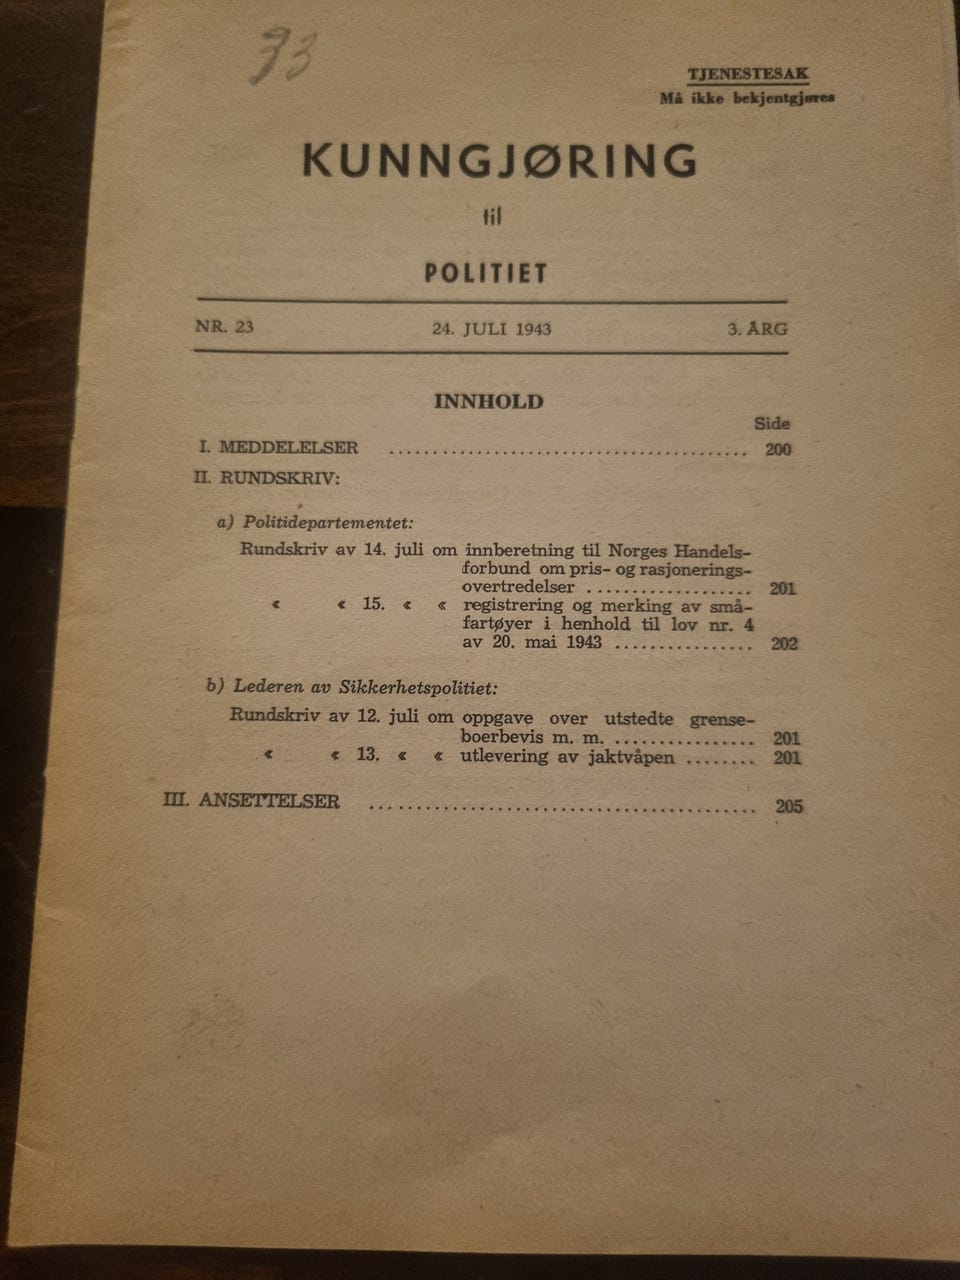 33
TJENESTESAK
Må ikke bekjentgjøres
KUNNGJØRING
til
POLITIET
NR. 23 24. JULI 1943 3. ÅRG
INNHOLD
Side
I. MEDDELELSER ........................................ 200
II. RUNDSKRIV:
a) Politidepartementet:
Rundskriv av 14. juli om innberetning til Norges Handels-
forbund om pris- og rasjonerings-
overtredelser .................. 201
« « 15. « « registrering og merking av små-
fartøyer i henhold til lov nr. 4
av 20. mai 1943 ................ 202
b) Lederen av Sikkerhetspolitiet:
Rundskriv av 12. juli om oppgave over utstedte grense-
boerbevis m. m. ................ 201
« « 13. « « utlevering av jaktvåpen ........ 201
III. ANSETTELSER ........................................... 205